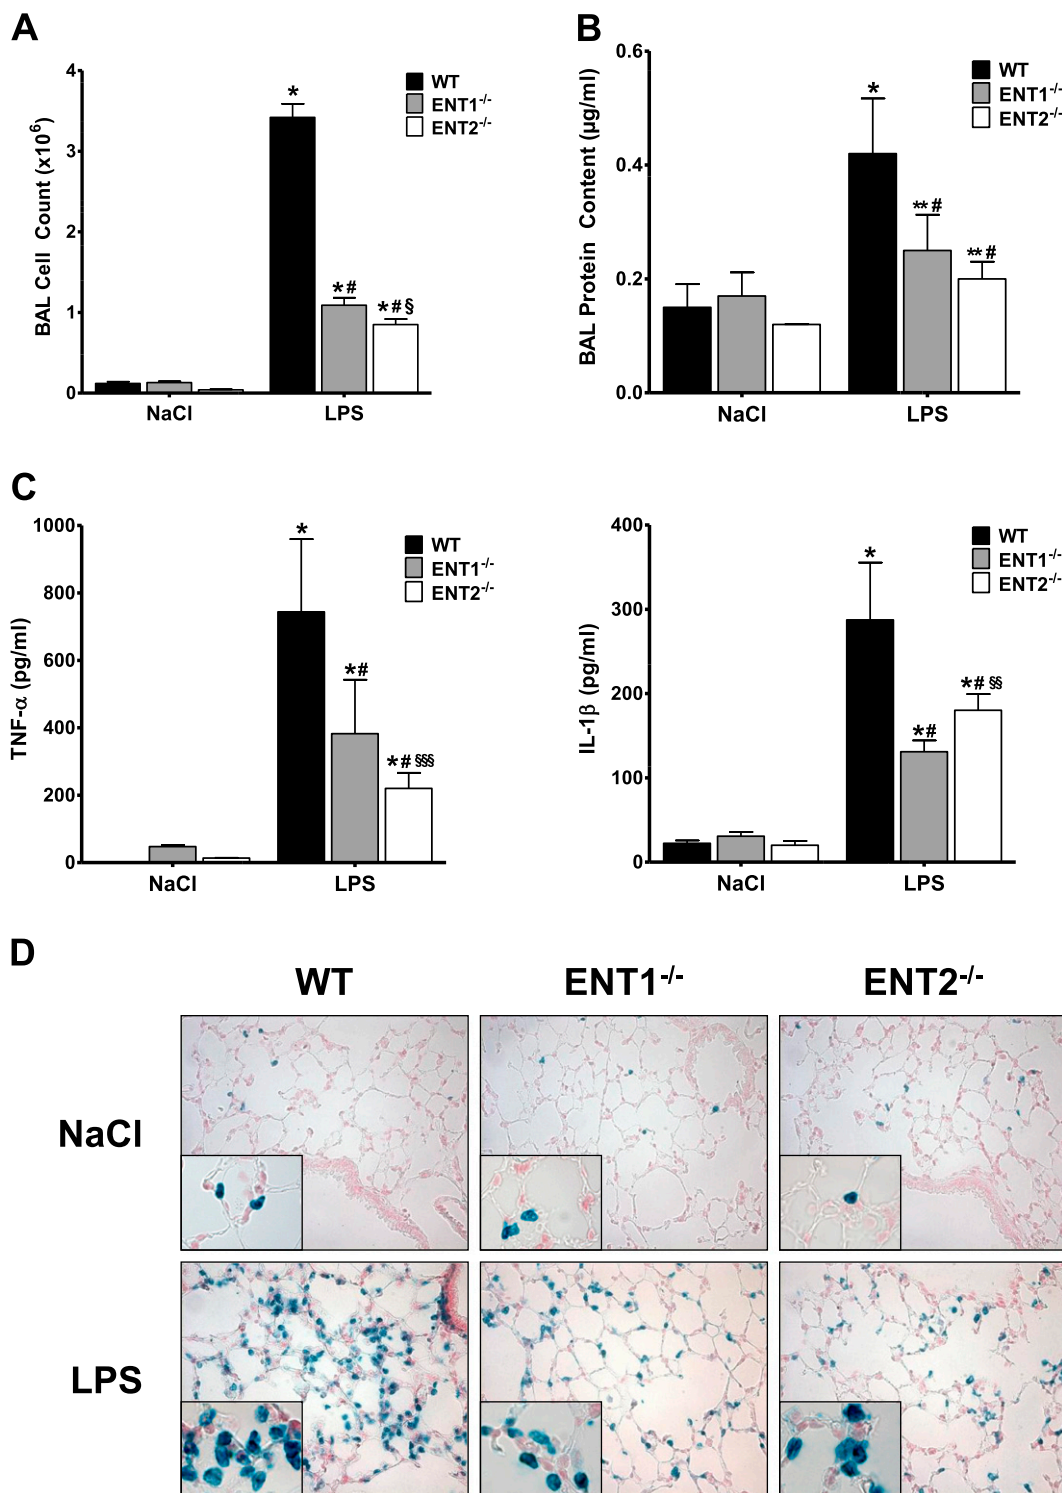 A
BAL Cell Count (x10⁶)
4
3
2
1
0
WT
ENT1-/-
ENT2-/-
*
*#
*#§
NaCl LPS
B
BAL Protein Content (μg/ml)
0.6
0.4
0.2
0.0
WT
ENT1-/-
ENT2-/-
*
**#
**#
NaCl LPS
C
TNF-α (pg/ml)
1000
800
600
400
200
0
WT
ENT1-/-
ENT2-/-
*
*#
*#§§§
NaCl LPS
IL-1β (pg/ml)
400
300
200
100
0
WT
ENT1-/-
ENT2-/-
*
*#
*#§§
NaCl LPS
D
WT ENT1-/- ENT2-/-
NaCl
LPS